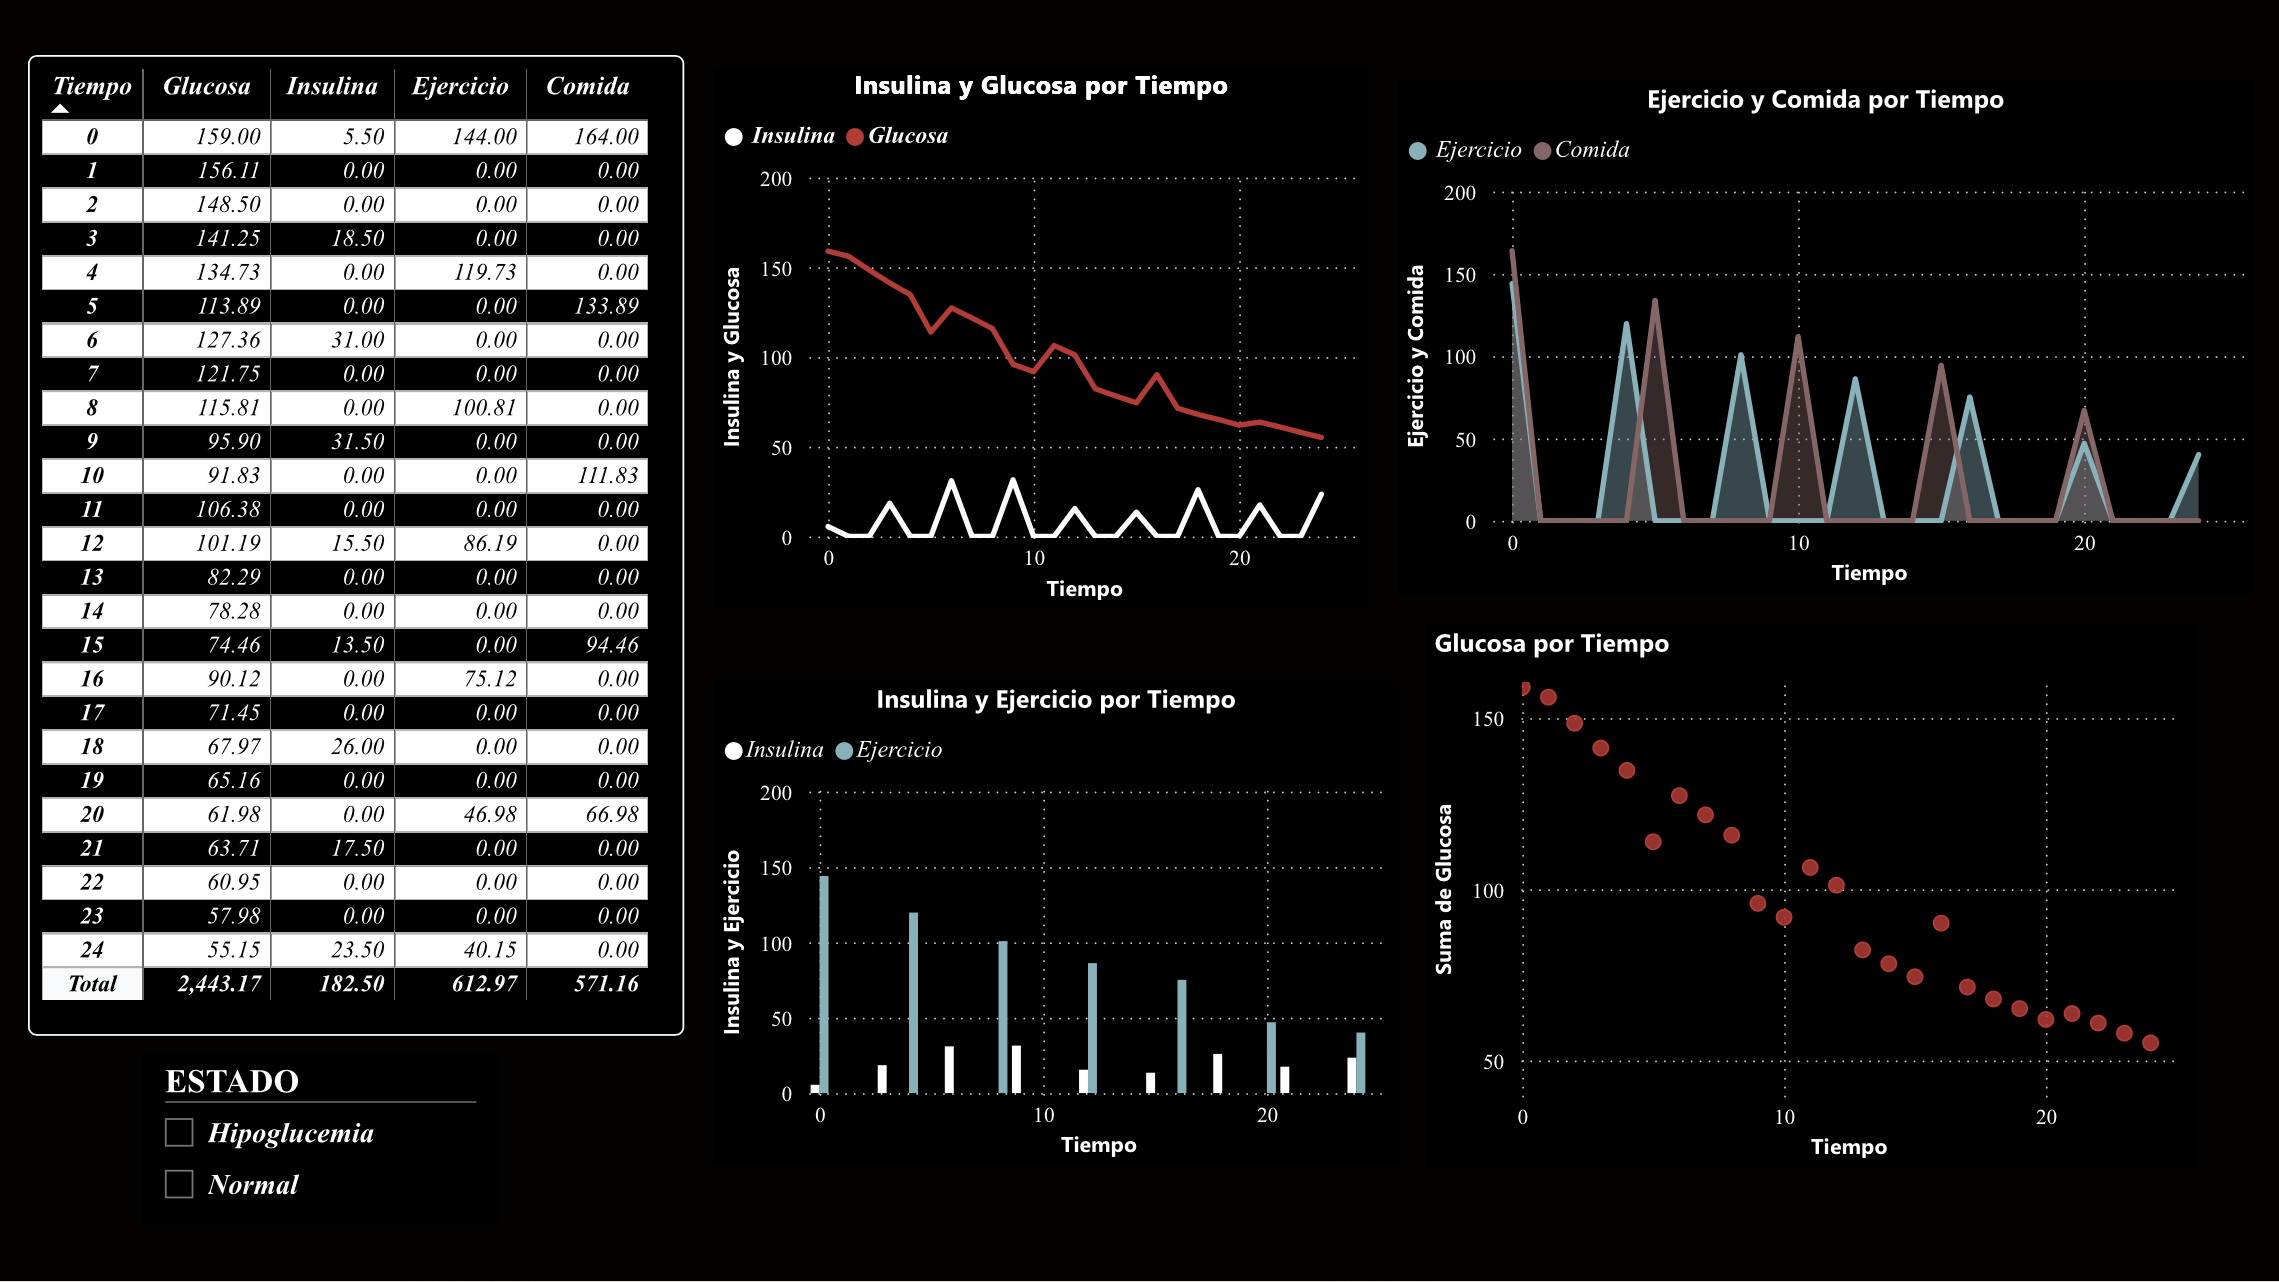 Tiempo Glucosa Insulina Ejercicio Comida
0 159.00 5.50 144.00 164.00
1 156.11 0.00 0.00 0.00
2 148.50 0.00 0.00 0.00
3 141.25 18.50 0.00 0.00
4 134.73 0.00 119.73 0.00
5 113.89 0.00 0.00 133.89
6 127.36 31.00 0.00 0.00
7 121.75 0.00 0.00 0.00
8 115.81 0.00 100.81 0.00
9 95.90 31.50 0.00 0.00
10 91.83 0.00 0.00 111.83
11 106.38 0.00 0.00 0.00
12 101.19 15.50 86.19 0.00
13 82.29 0.00 0.00 0.00
14 78.28 0.00 0.00 0.00
15 74.46 13.50 0.00 94.46
16 90.12 0.00 75.12 0.00
17 71.45 0.00 0.00 0.00
18 67.97 26.00 0.00 0.00
19 65.16 0.00 0.00 0.00
20 61.98 0.00 46.98 66.98
21 63.71 17.50 0.00 0.00
22 60.95 0.00 0.00 0.00
23 57.98 0.00 0.00 0.00
24 55.15 23.50 40.15 0.00
Total 2,443.17 182.50 612.97 571.16
ESTADO
Hipoglucemia
Normal
Insulina y Glucosa por Tiempo
Insulina Glucosa
Insulina y Glucosa
200
150
100
50
0
0 10 20
Tiempo
Ejercicio y Comida por Tiempo
Ejercicio Comida
Ejercicio y Comida
200
150
100
50
0
0 10 20
Tiempo
Insulina y Ejercicio por Tiempo
Insulina Ejercicio
Insulina y Ejercicio
200
150
100
50
0
0 10 20
Tiempo
Glucosa por Tiempo
Suma de Glucosa
150
100
50
0 10 20
Tiempo